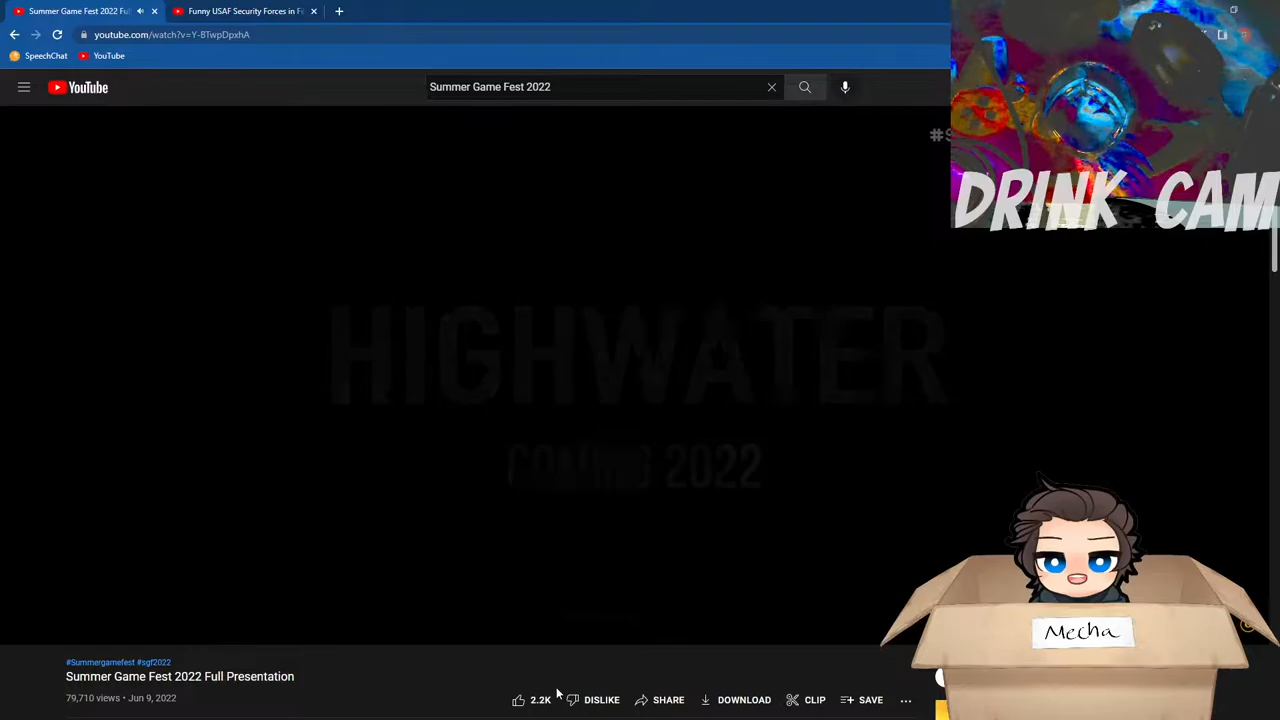 Summer Game Fest 2022 Ful
Funny USAF Security Forces in F
youtube.com/watch?v=Y-BTwpDpxhA
SpeechChat
YouTube
YouTube
Summer Game Fest 2022
DRINK CAM
HIGHWATER
COMING 2022
Mecha
#Summergamefest #sgf2022
Summer Game Fest 2022 Full Presentation
79,710 views • Jun 9, 2022
2.2K DISLIKE SHARE DOWNLOAD CLIP SAVE